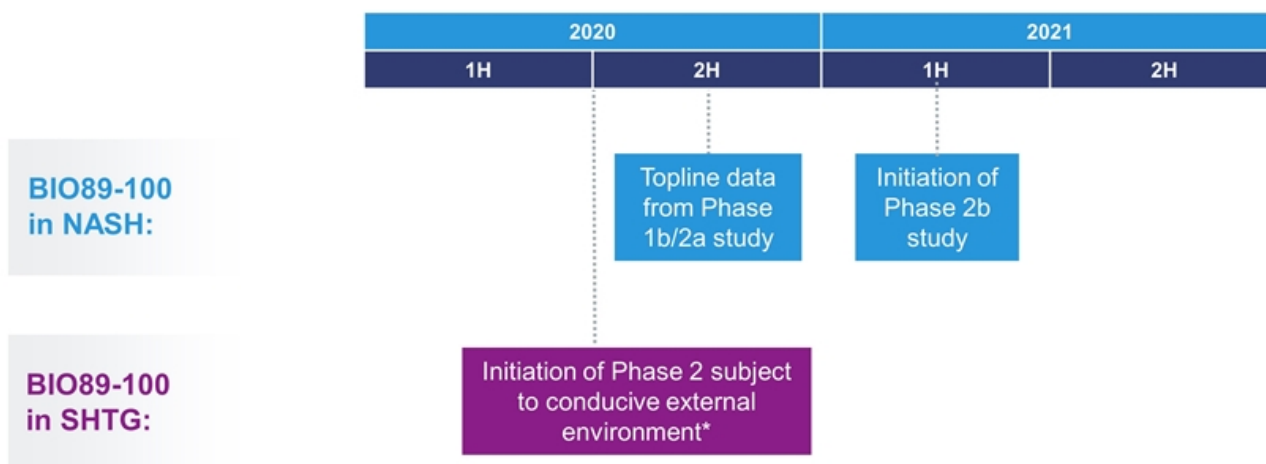 2020
2021
1H
2H
1H
2H
BIO89-100
in NASH:
Topline data
from Phase
1b/2a study
Initiation of
Phase 2b
study
BIO89-100
in SHTG:
Initiation of Phase 2 subject
to conducive external
environment*